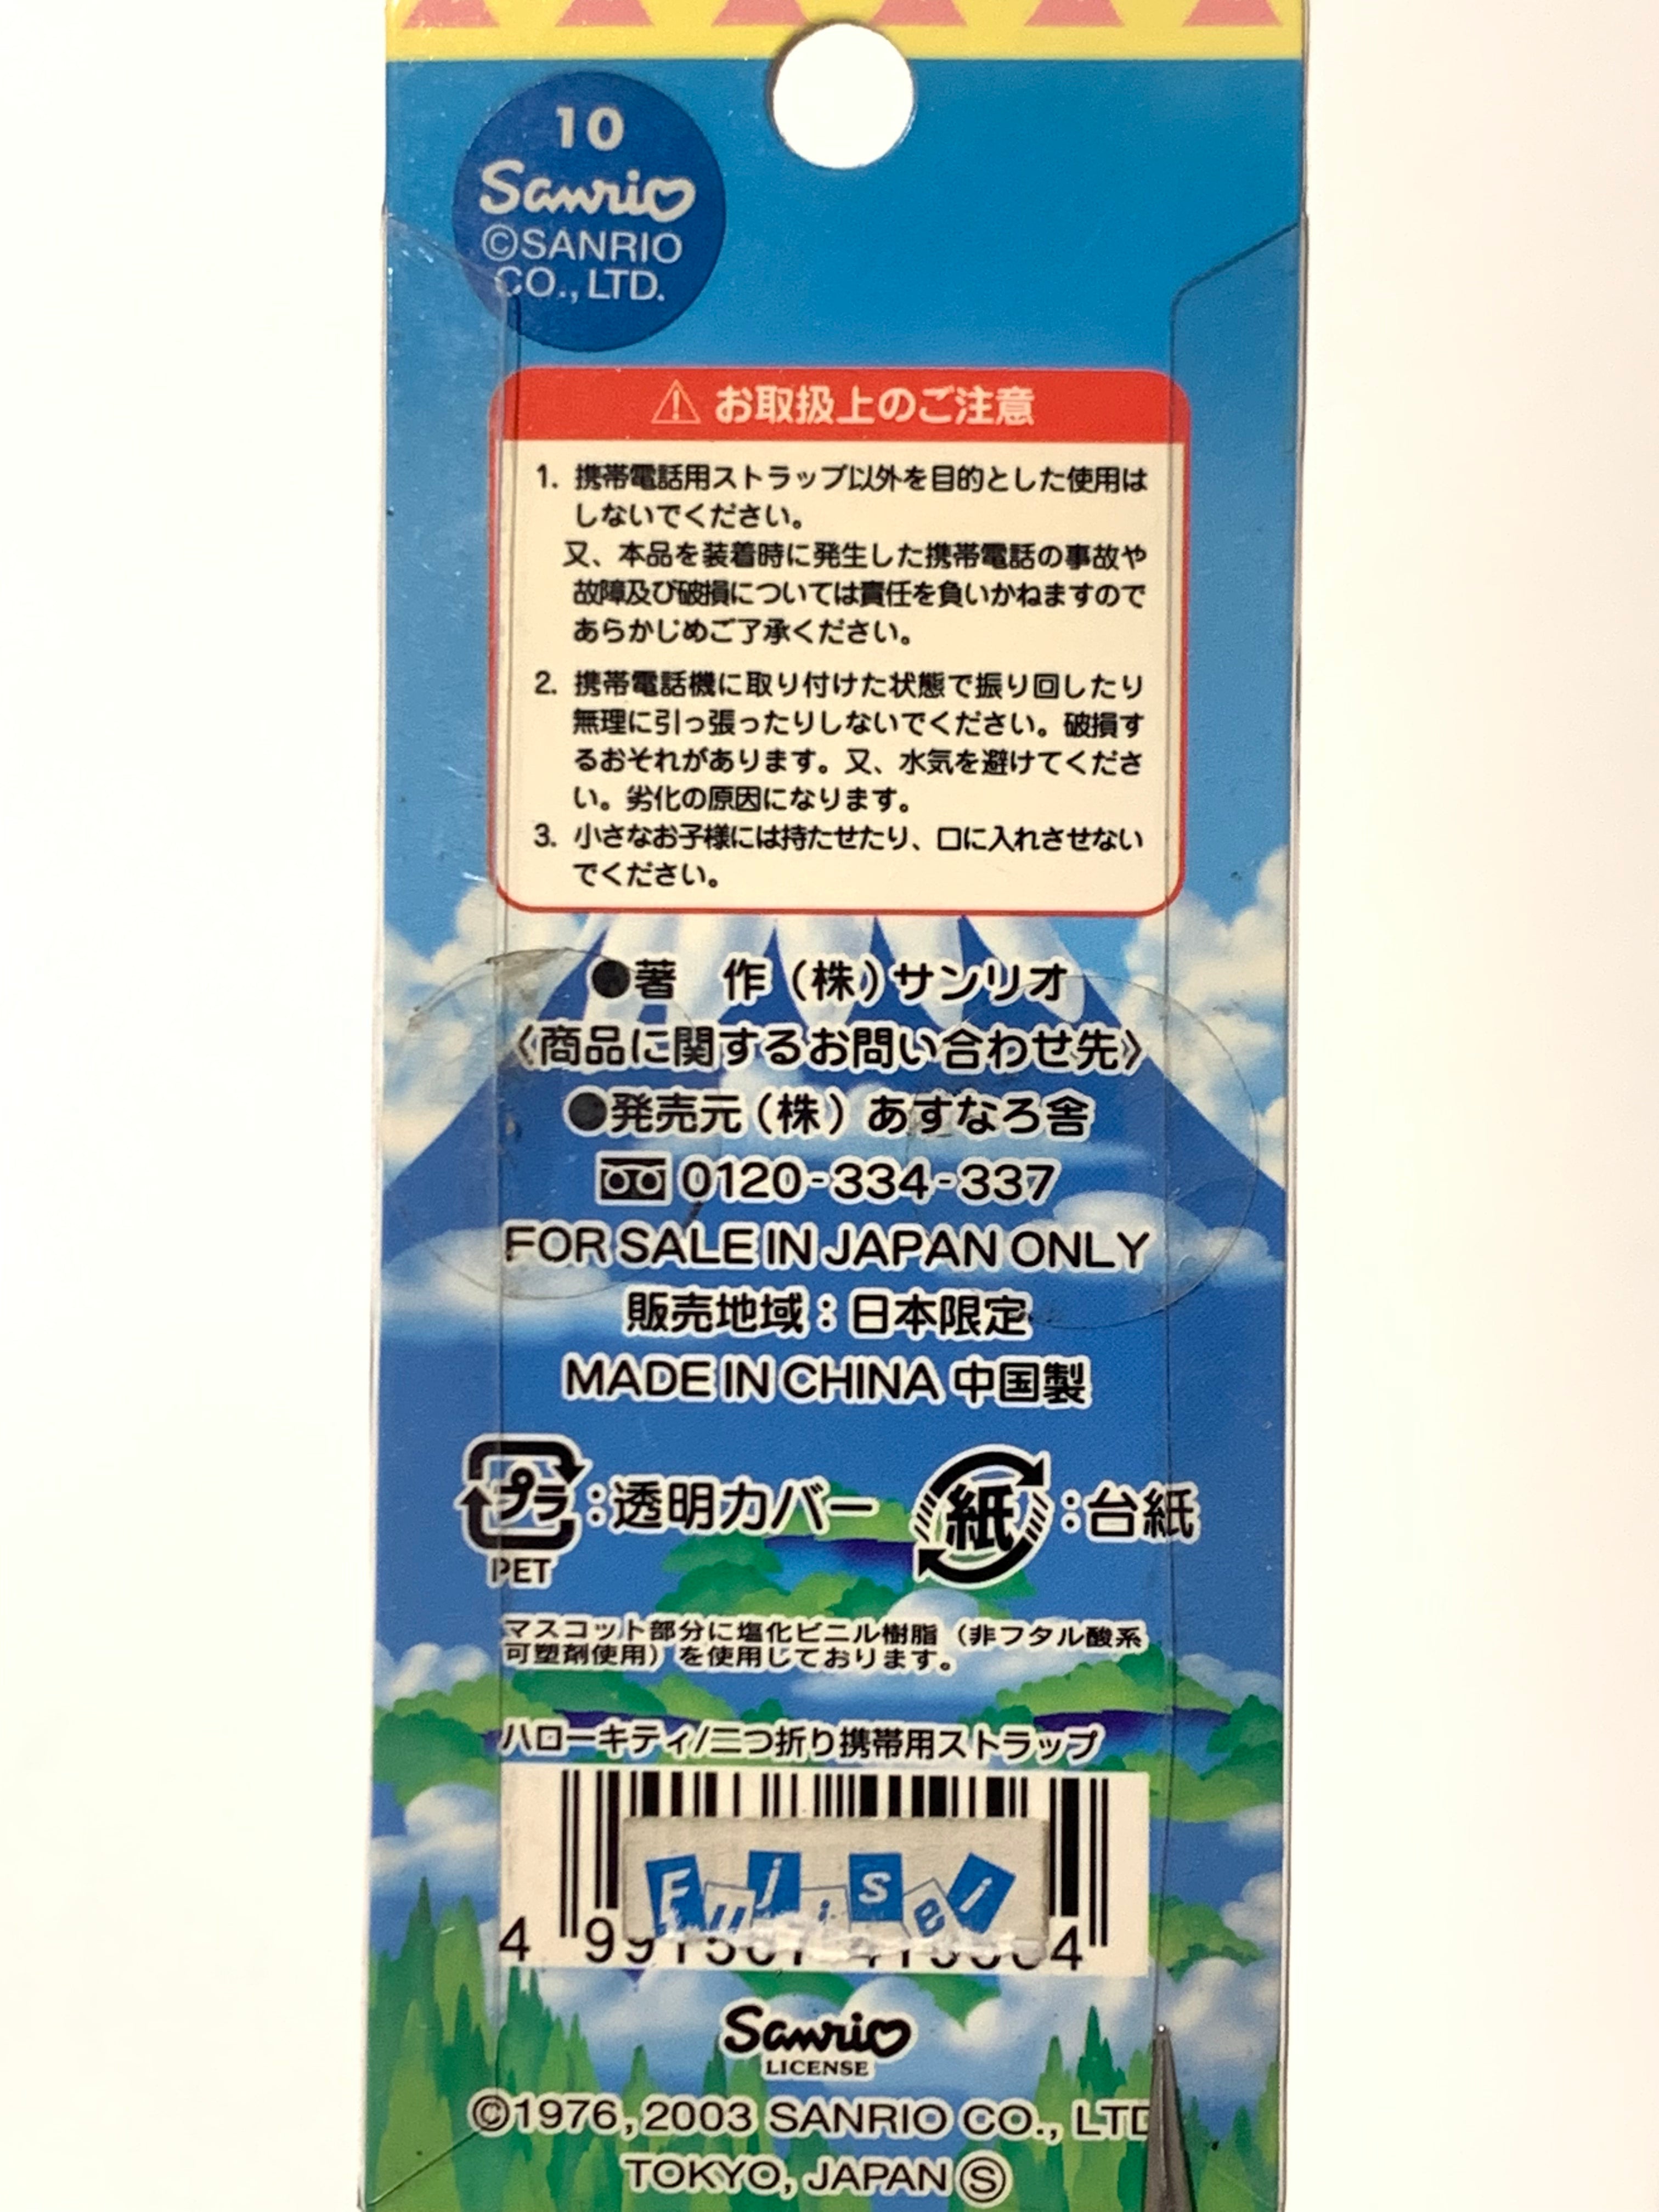 10
Sanrio
©SANRIO
CO., LTD.
⚠ お取扱上のご注意
1. 携帯電話用ストラップ以外を目的とした使用は
しないでください。
又、本品を装着時に発生した携帯電話の事故や
故障及び破損については責任を負いかねますので
あらかじめご了承ください。
2. 携帯電話機に取り付けた状態で振り回したり
無理に引っ張ったりしないでください。破損す
るおそれがあります。又、水気を避けてくださ
い。劣化の原因になります。
3. 小さなお子様には持たせたり、口に入れさせない
でください。
●著　作（株）サンリオ
〈商品に関するお問い合わせ先〉
●発売元（株）あすなろ舎
0120-334-337
FOR SALE IN JAPAN ONLY
販売地域：日本限定
MADE IN CHINA 中国製
プラ：透明カバー 紙：台紙
PET
マスコット部分に塩化ビニル樹脂（非フタル酸系
可塑剤使用）を使用しております。
ハローキティ/二つ折り携帯用ストラップ
Fujisei
4
Sanrio
LICENSE
©1976, 2003 SANRIO CO., LTD
TOKYO, JAPAN Ⓢ